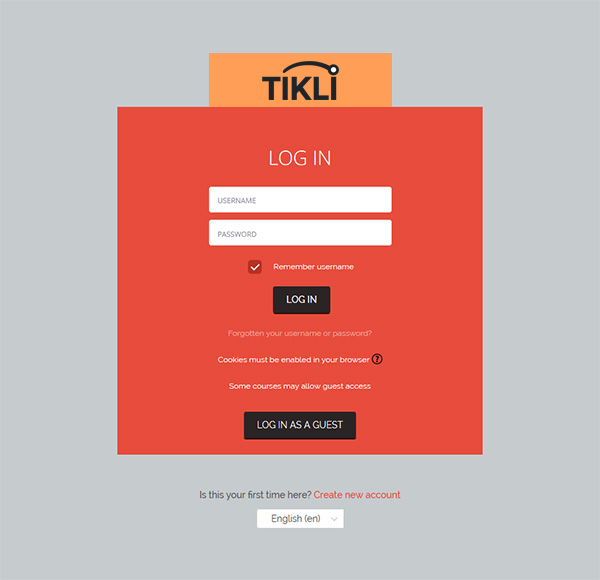 TIKLI
LOG IN
USERNAME
PASSWORD
Remember username
LOG IN
Forgotten your username or password?
Cookies must be enabled in your browser ?
Some courses may allow guest access
LOG IN AS A GUEST
Is this your first time here? Create new account
English (en)